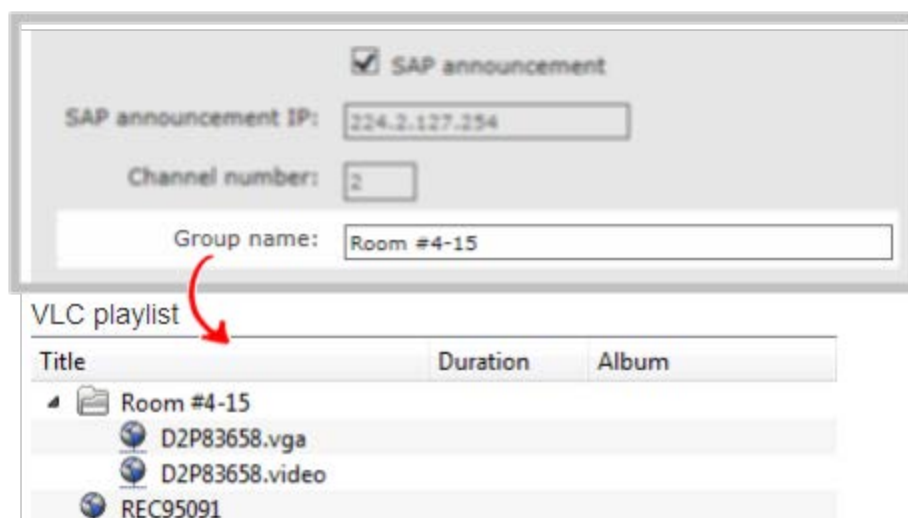 SAP announcement
SAP announcement IP: 224.2.127.254
Channel number: 2
Group name: Room #4-15
VLC playlist
Title Duration Album
Room #4-15
D2P83658.vga
D2P83658.video
REC95091